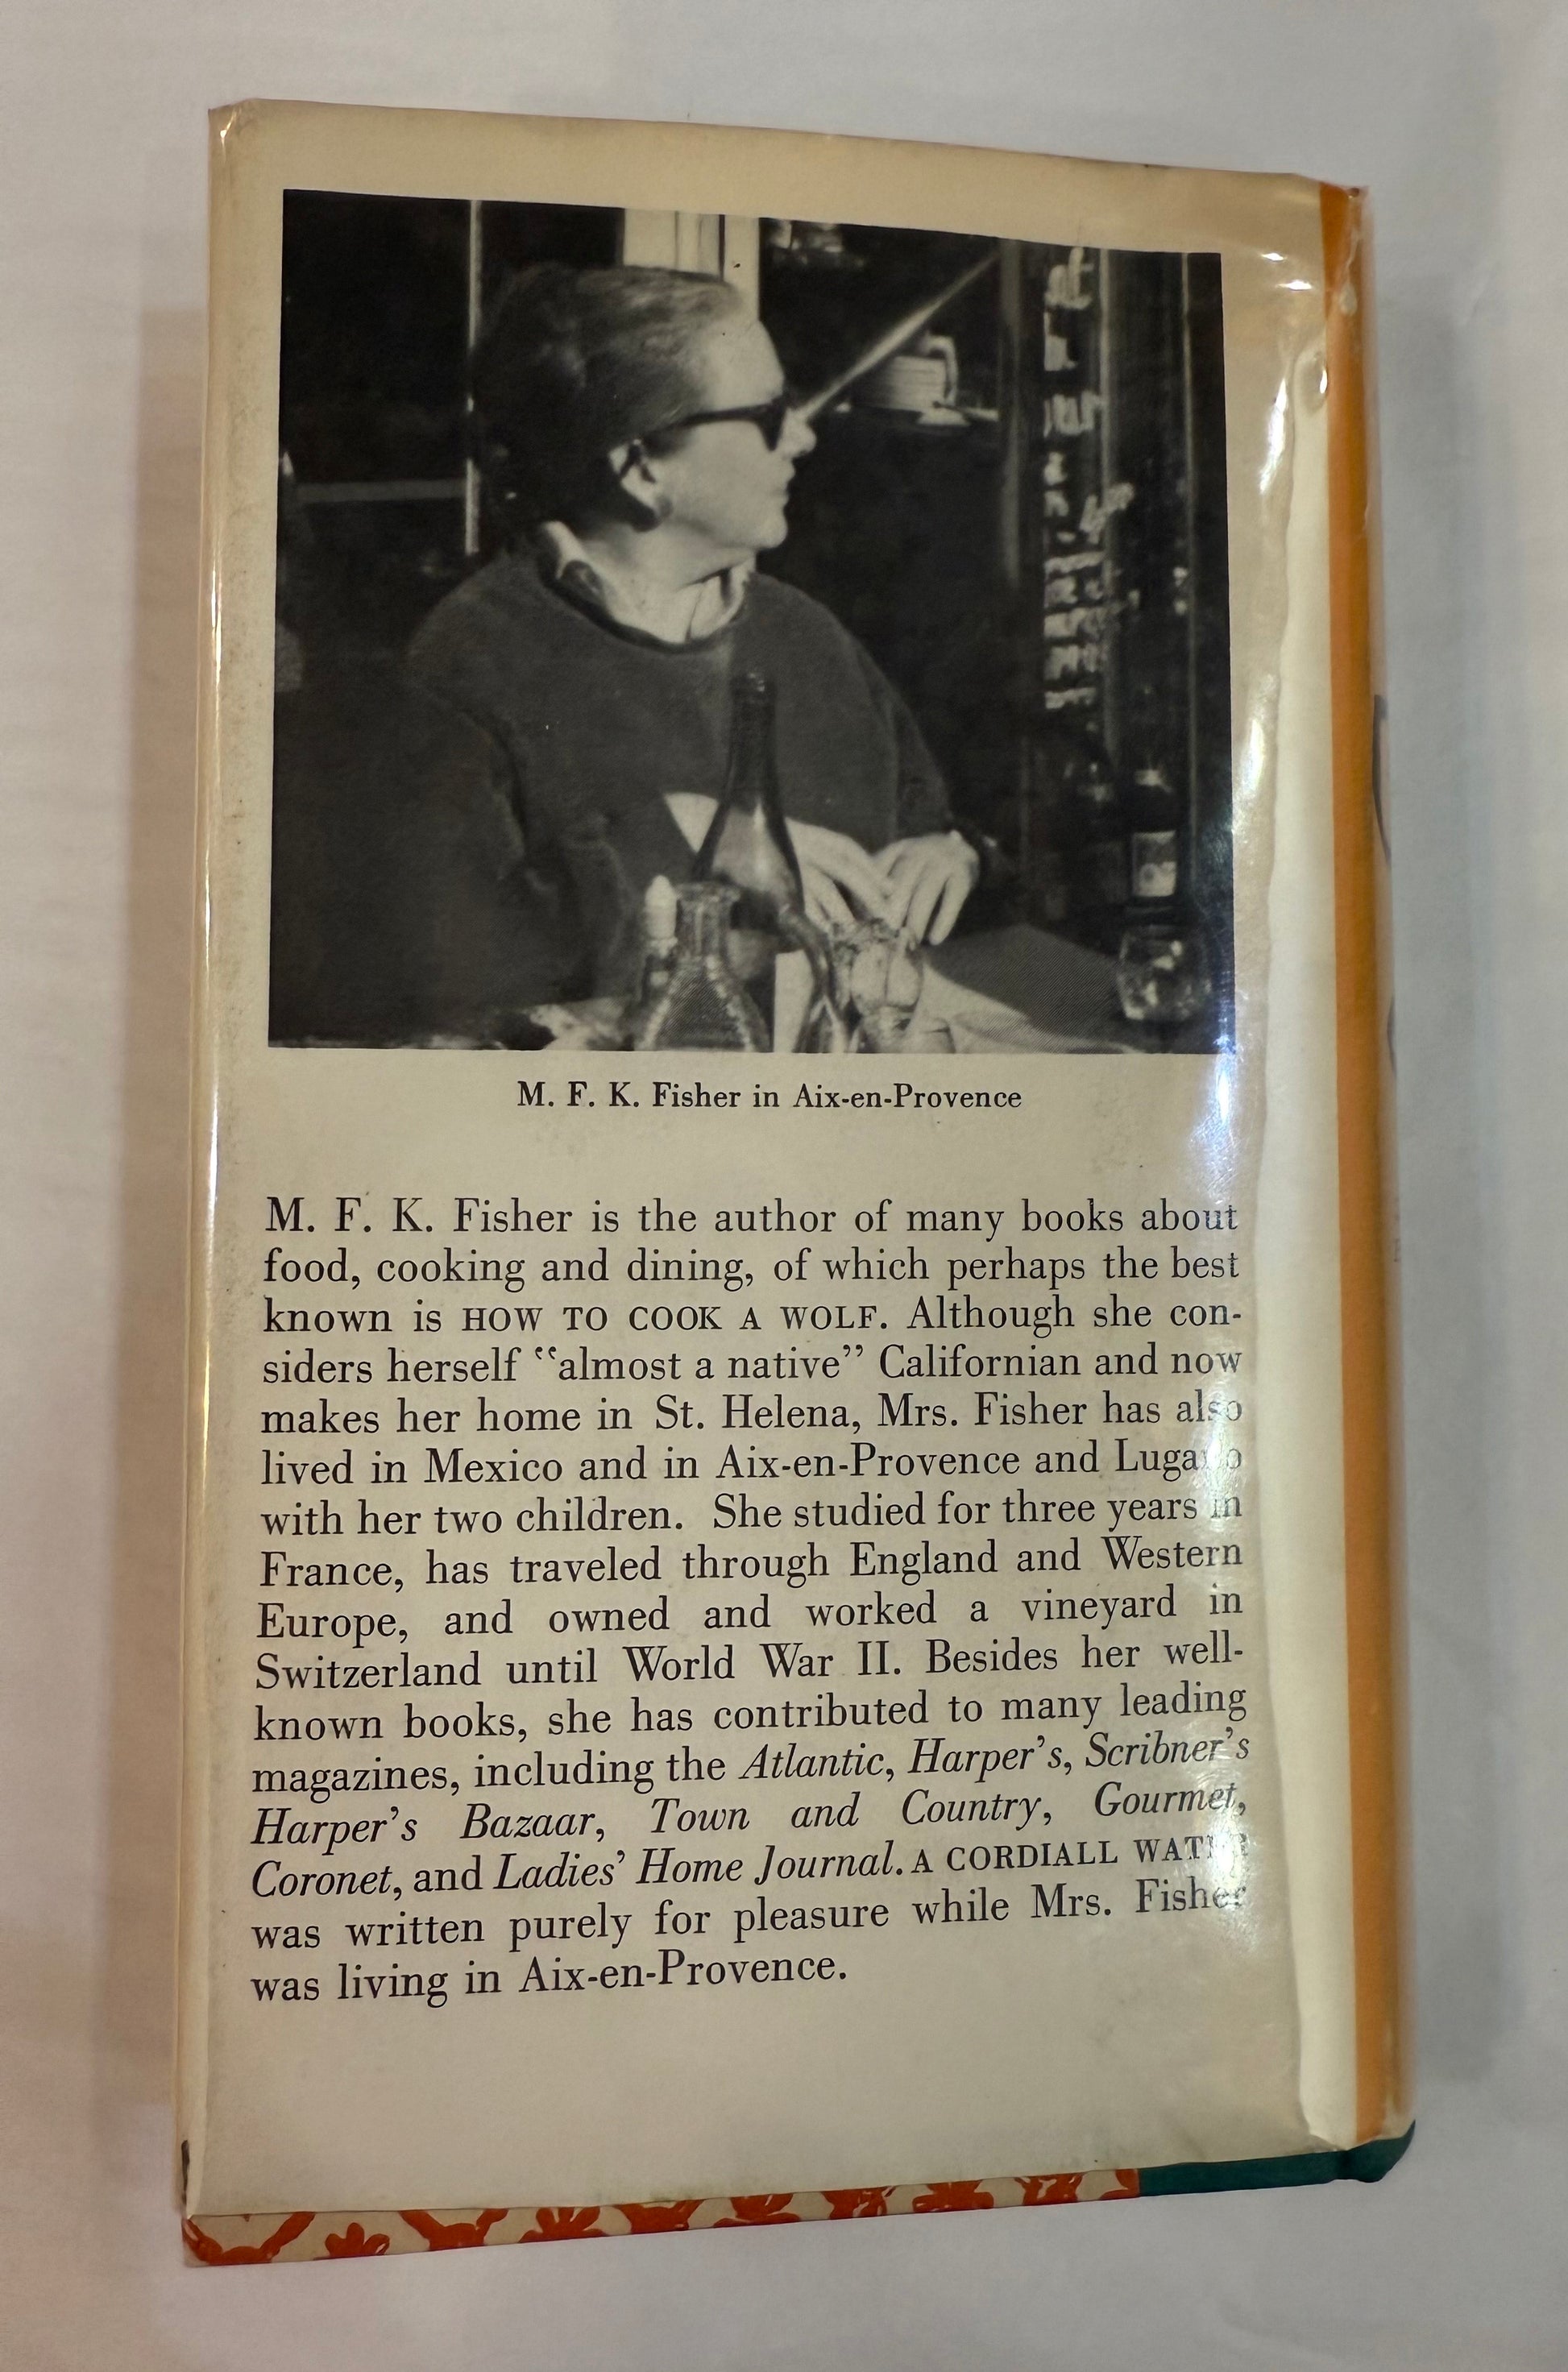 M. F. K. Fisher in Aix-en-Provence
M. F. K. Fisher is the author of many books about
food, cooking and dining, of which perhaps the best
known is HOW TO COOK A WOLF. Although she con-
siders herself “almost a native” Californian and now
makes her home in St. Helena, Mrs. Fisher has also
lived in Mexico and in Aix-en-Provence and Lugano
with her two children. She studied for three years in
France, has traveled through England and Western
Europe, and owned and worked a vineyard in
Switzerland until World War II. Besides her well-
known books, she has contributed to many leading
magazines, including the Atlantic, Harper’s, Scribner’s
Harper’s Bazaar, Town and Country, Gourmet,
Coronet, and Ladies’ Home Journal. A CORDIALL WATER
was written purely for pleasure while Mrs. Fisher
was living in Aix-en-Provence.